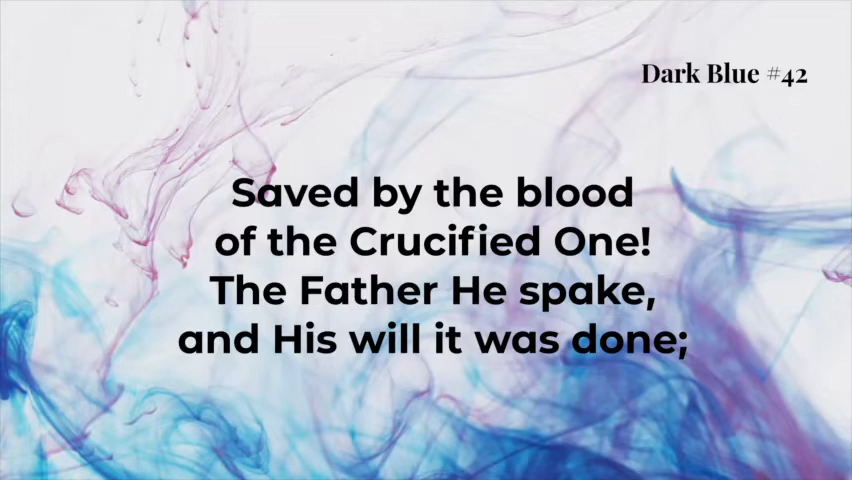 Dark Blue #42
Saved by the blood
of the Crucified One!
The Father He spake,
and His will it was done;